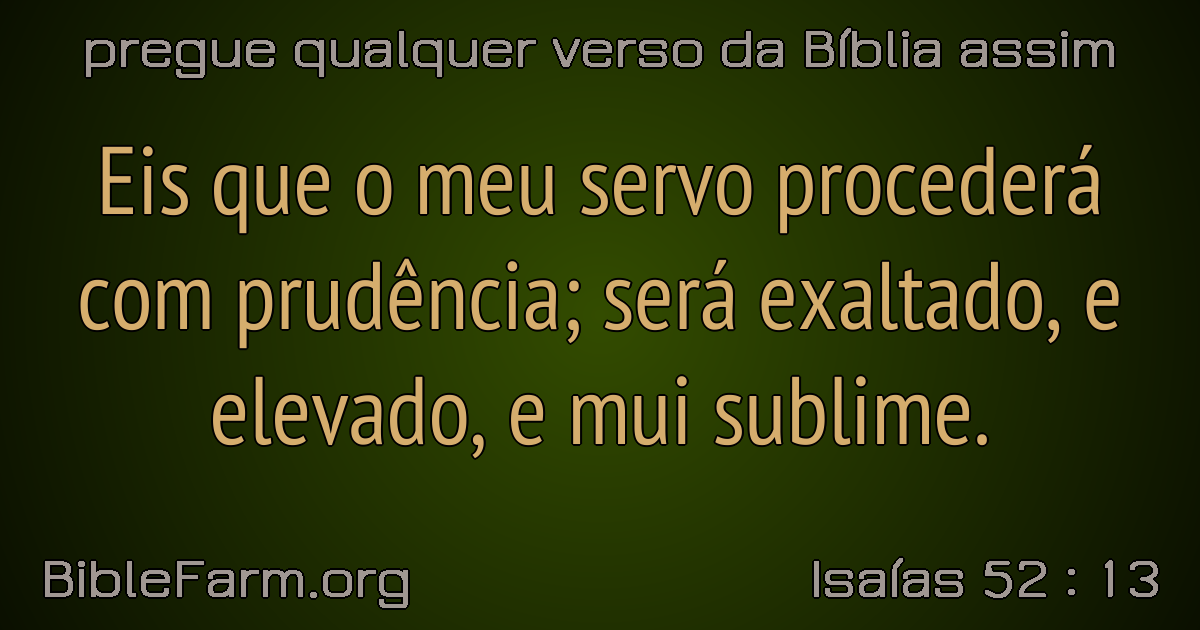 pregue qualquer verso da Bíblia assim
Eis que o meu servo procederá
com prudência; será exaltado, e
elevado, e mui sublime.
BibleFarm.org
Isaías 52 : 13